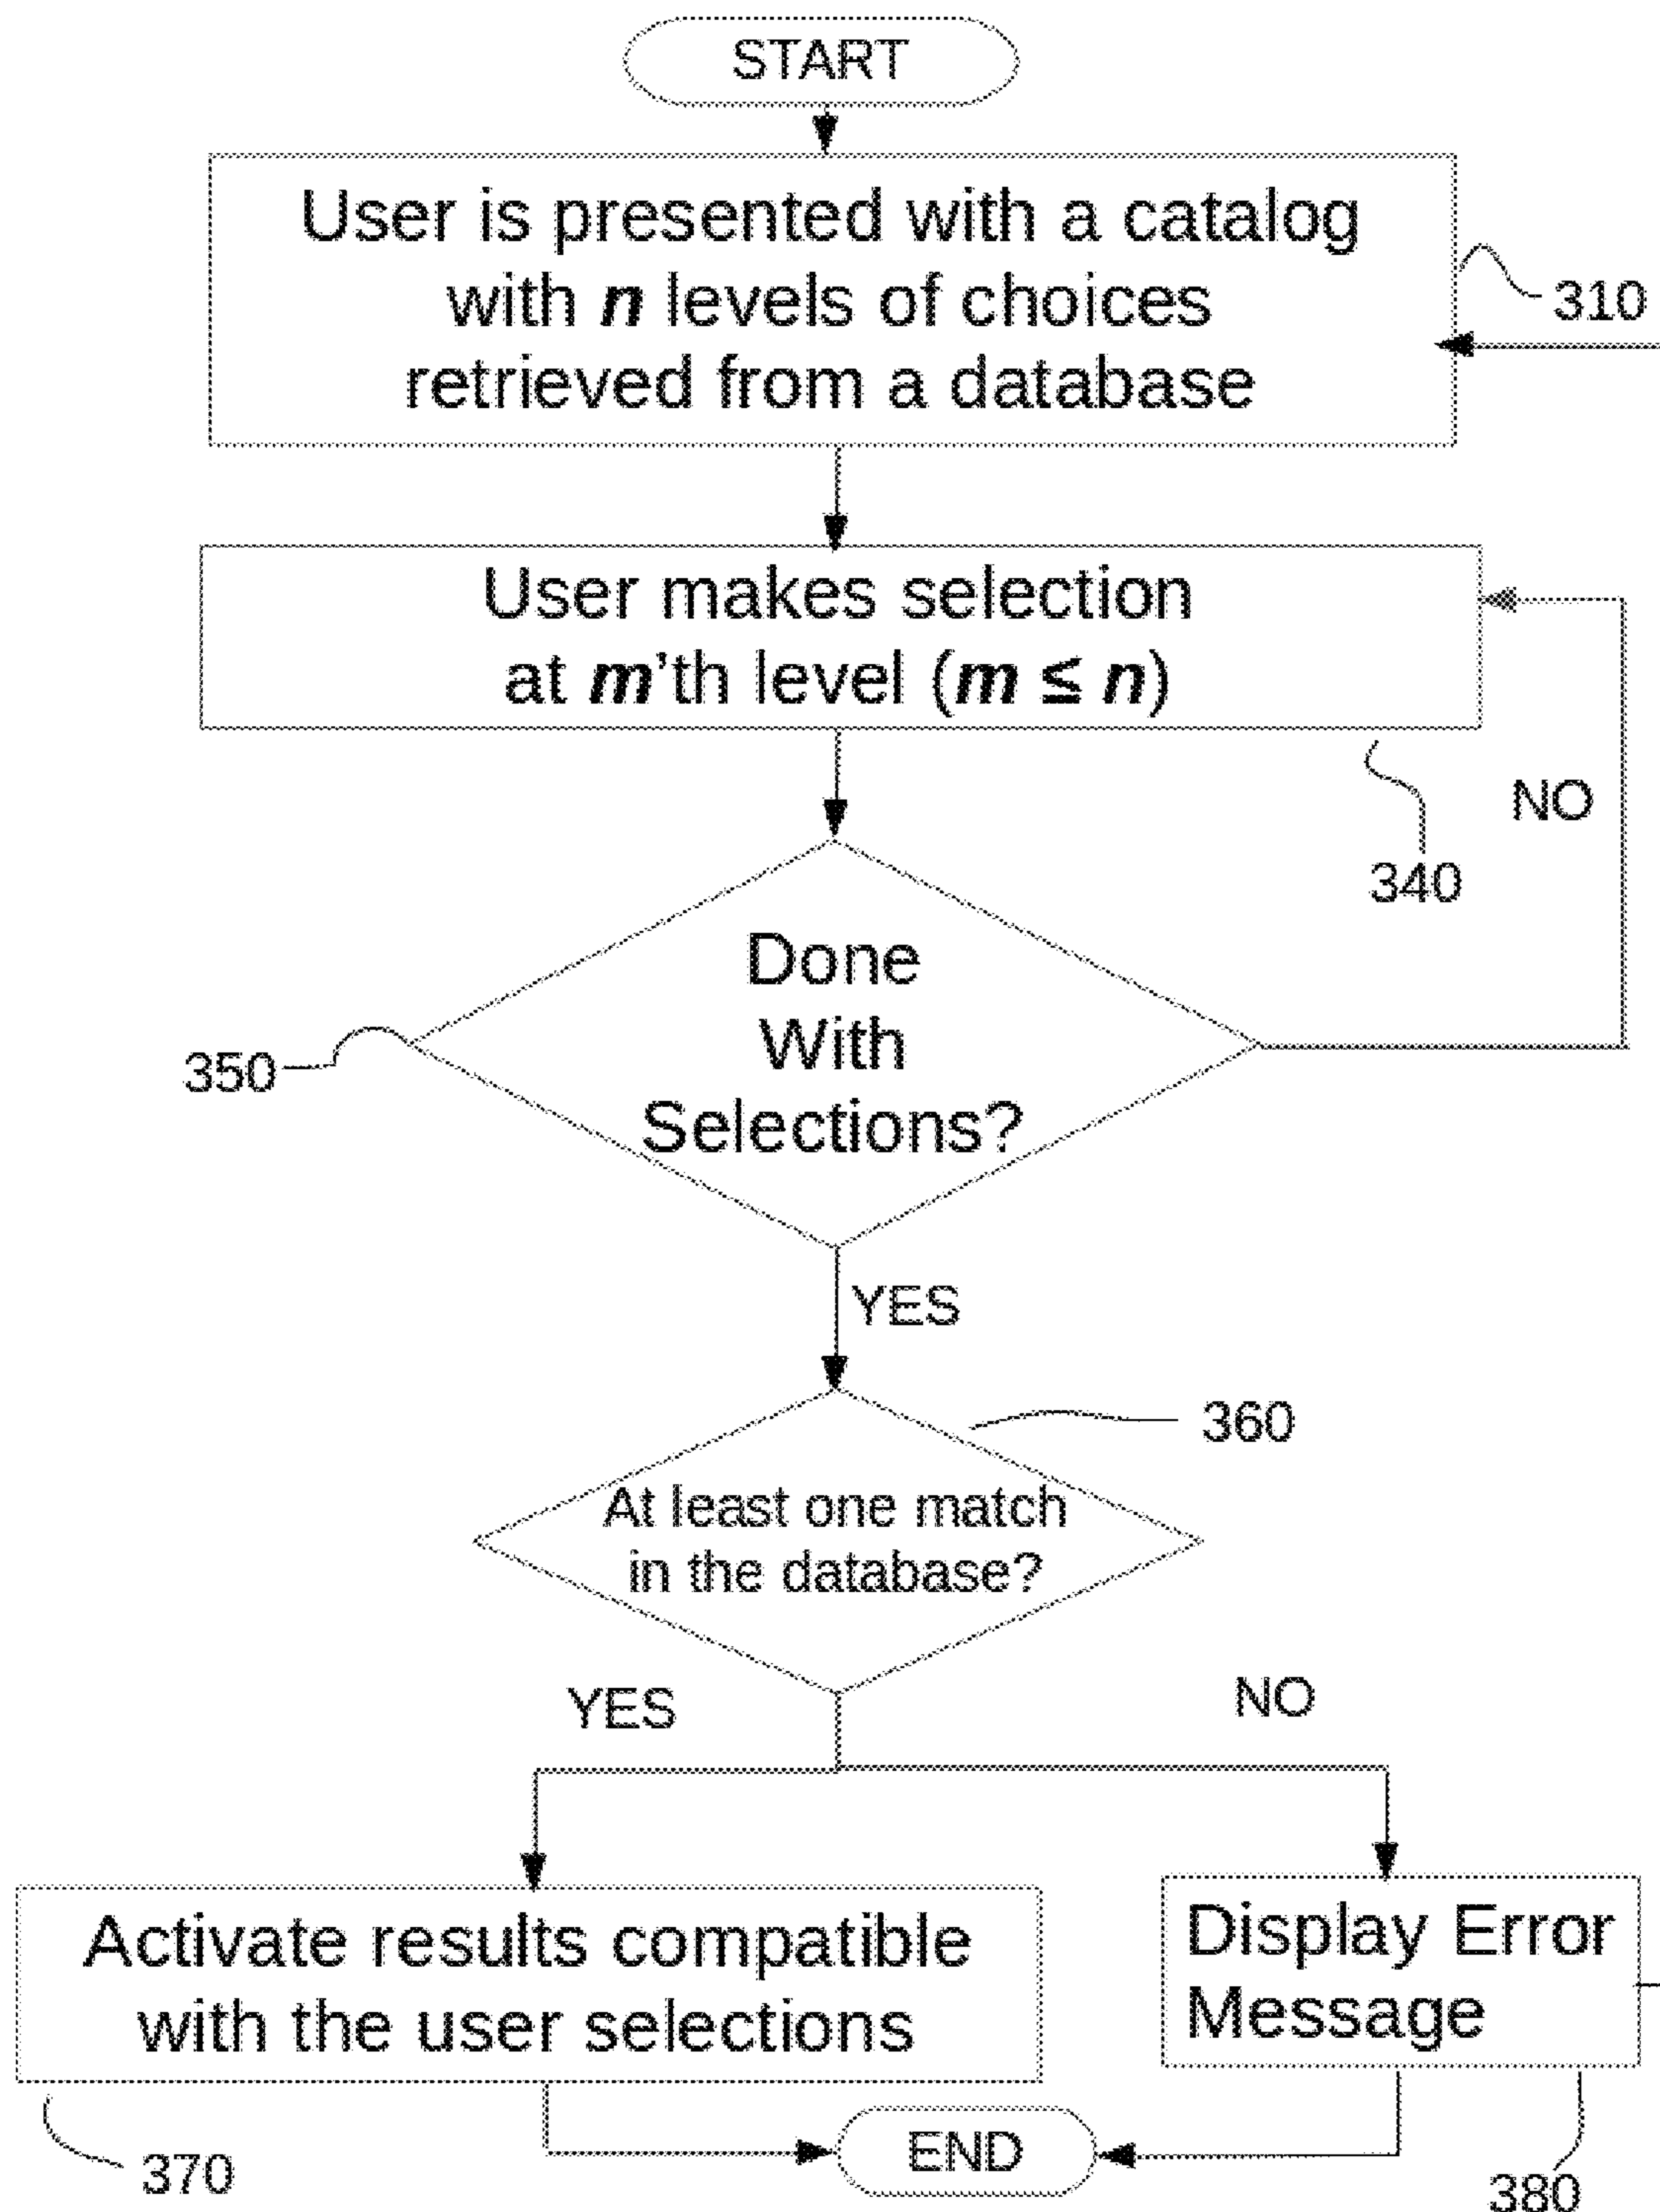 START
User is presented with a catalog
with n levels of choices
retrieved from a database
310
User makes selection
at m’th level (m ≤ n)
NO
340
Done
With
Selections?
350
YES
360
At least one match
in the database?
YES
NO
Activate results compatible
with the user selections
Display Error
Message
END
370
380